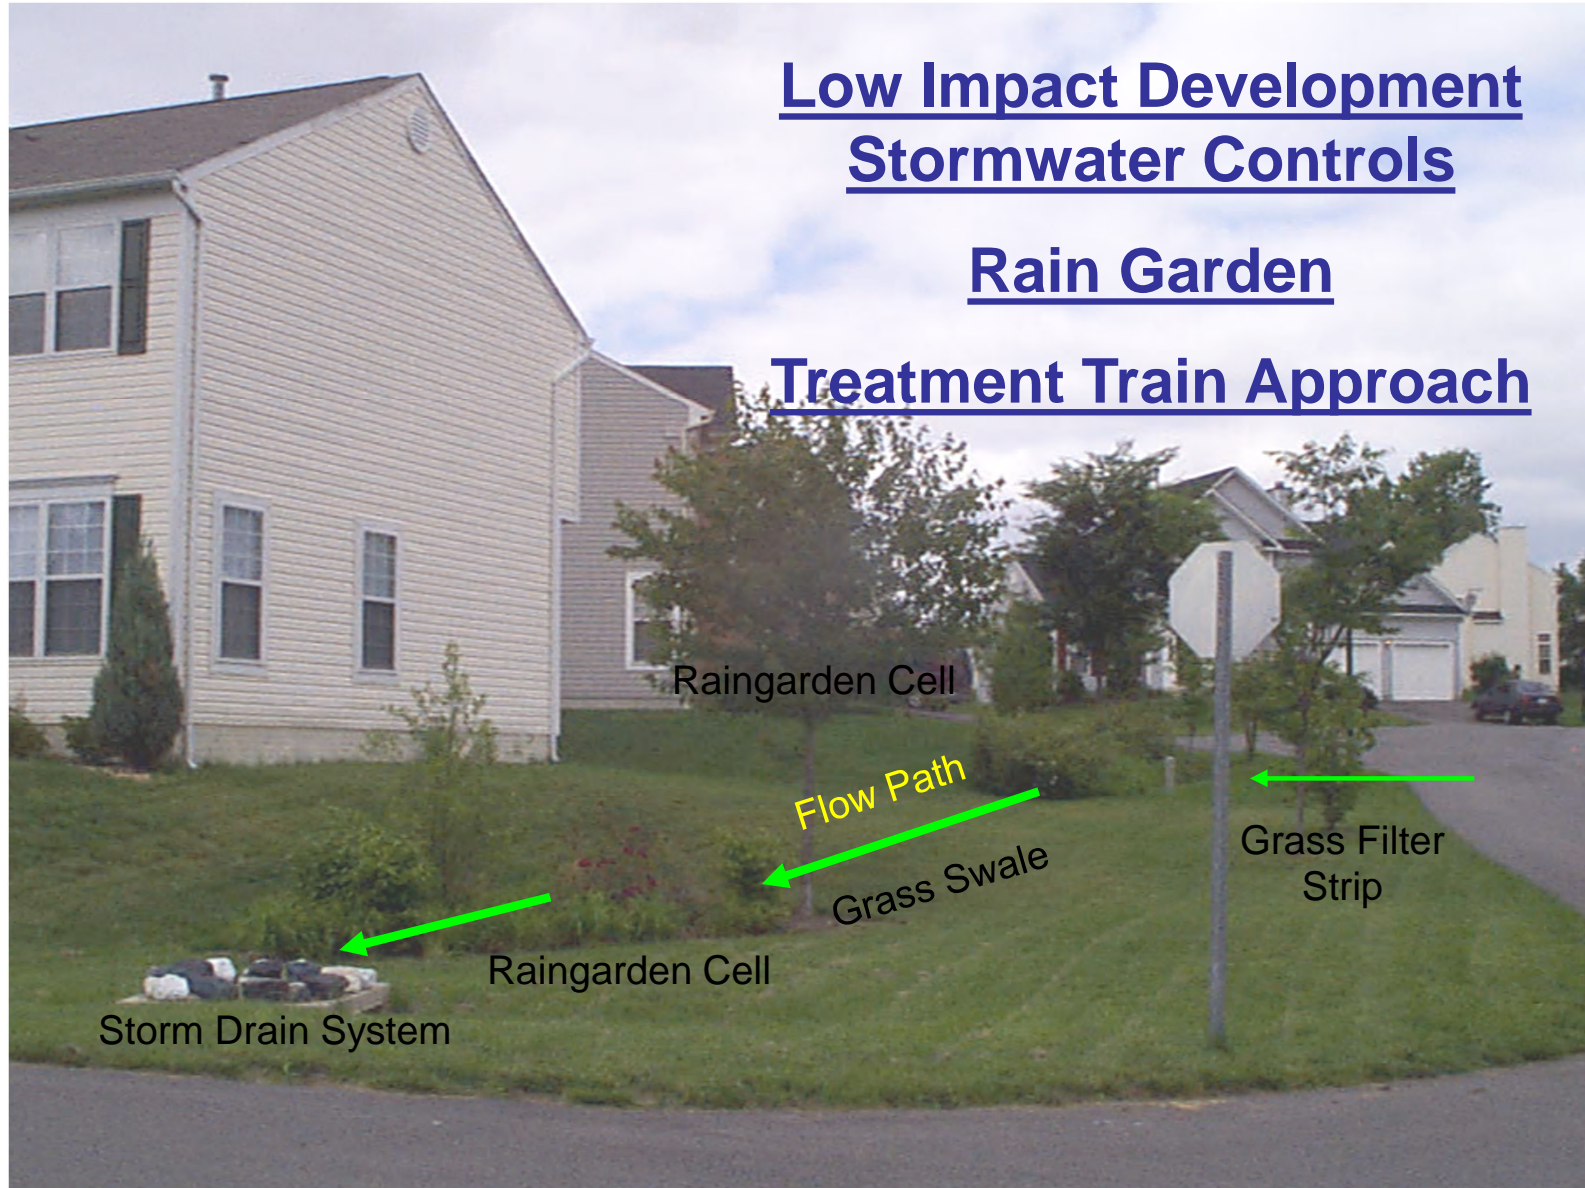 Low Impact Development
Stormwater Controls
Rain Garden
Treatment Train Approach
Raingarden Cell
Flow Path
Grass Swale
Grass Filter
Strip
Raingarden Cell
Storm Drain System